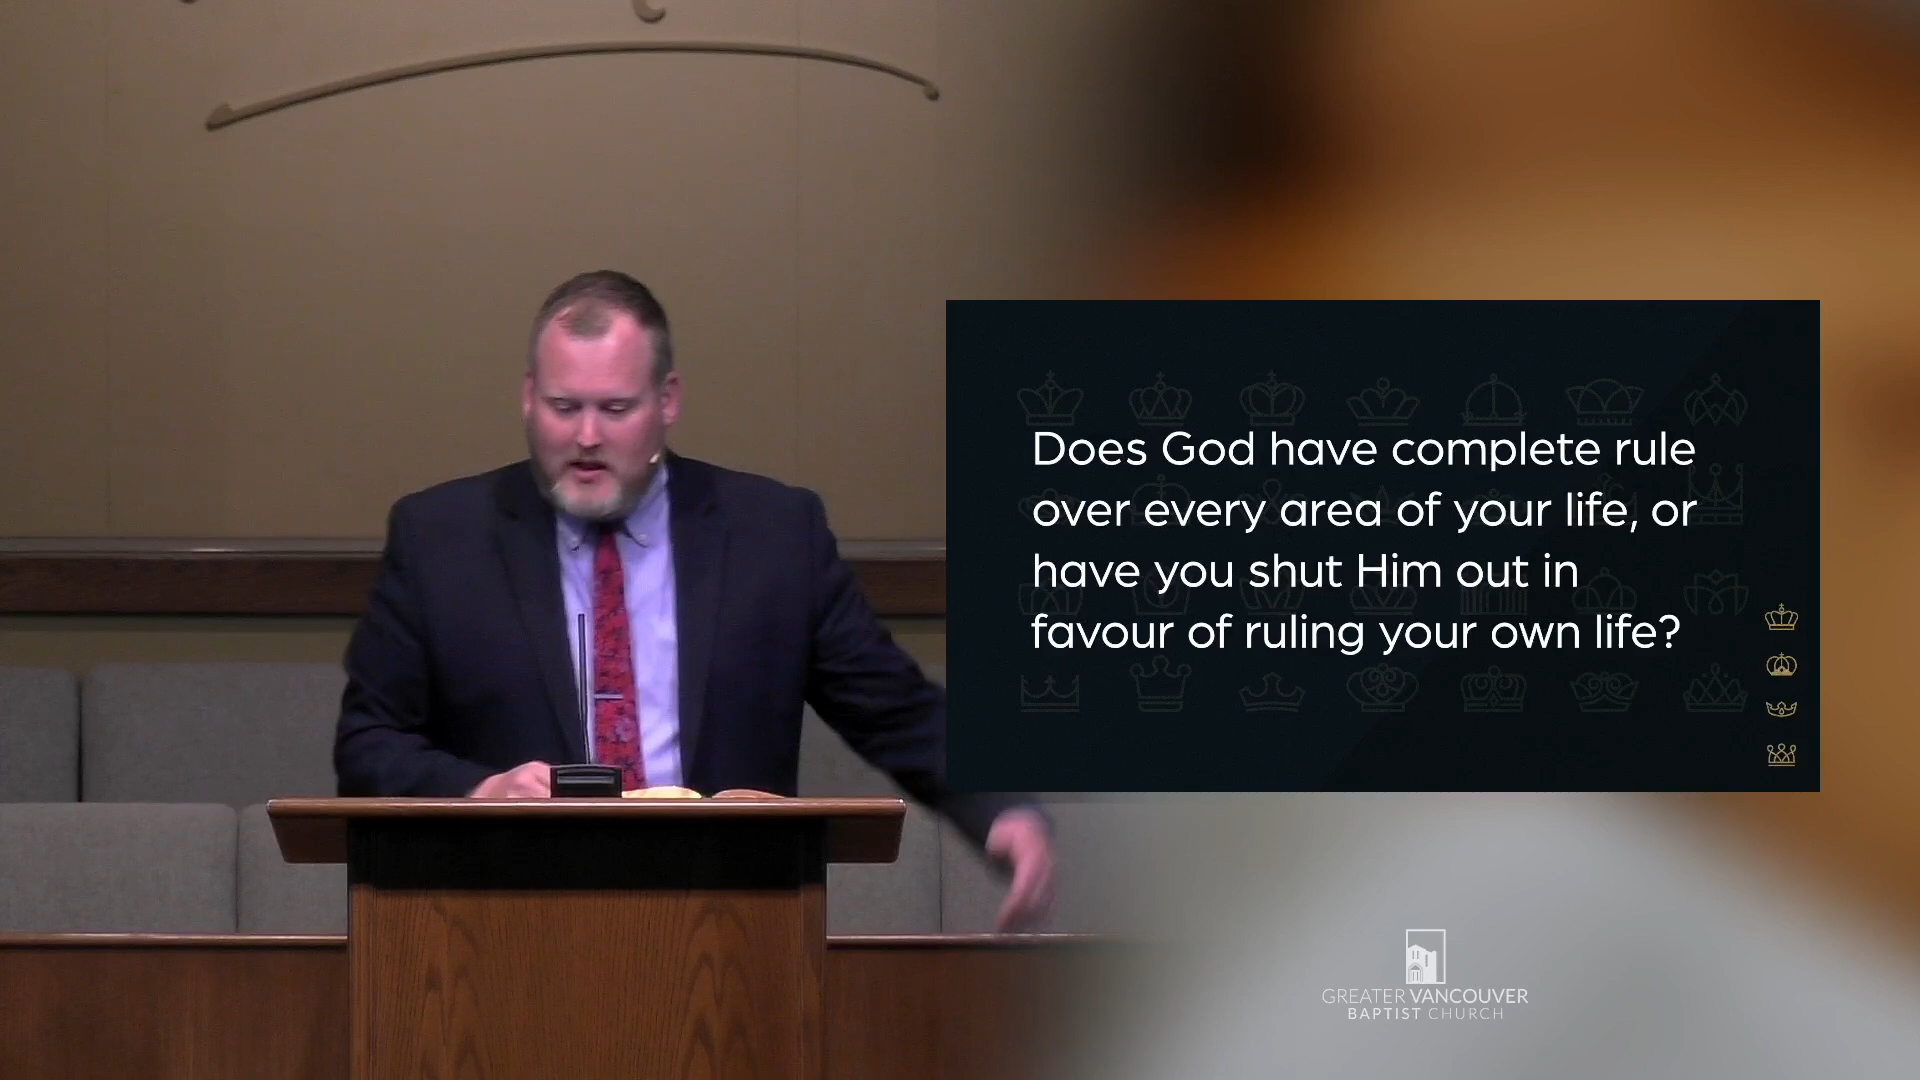 Does God have complete rule
over every area of your life, or
have you shut Him out in
favour of ruling your own life?
GREATER VANCOUVER
BAPTIST CHURCH